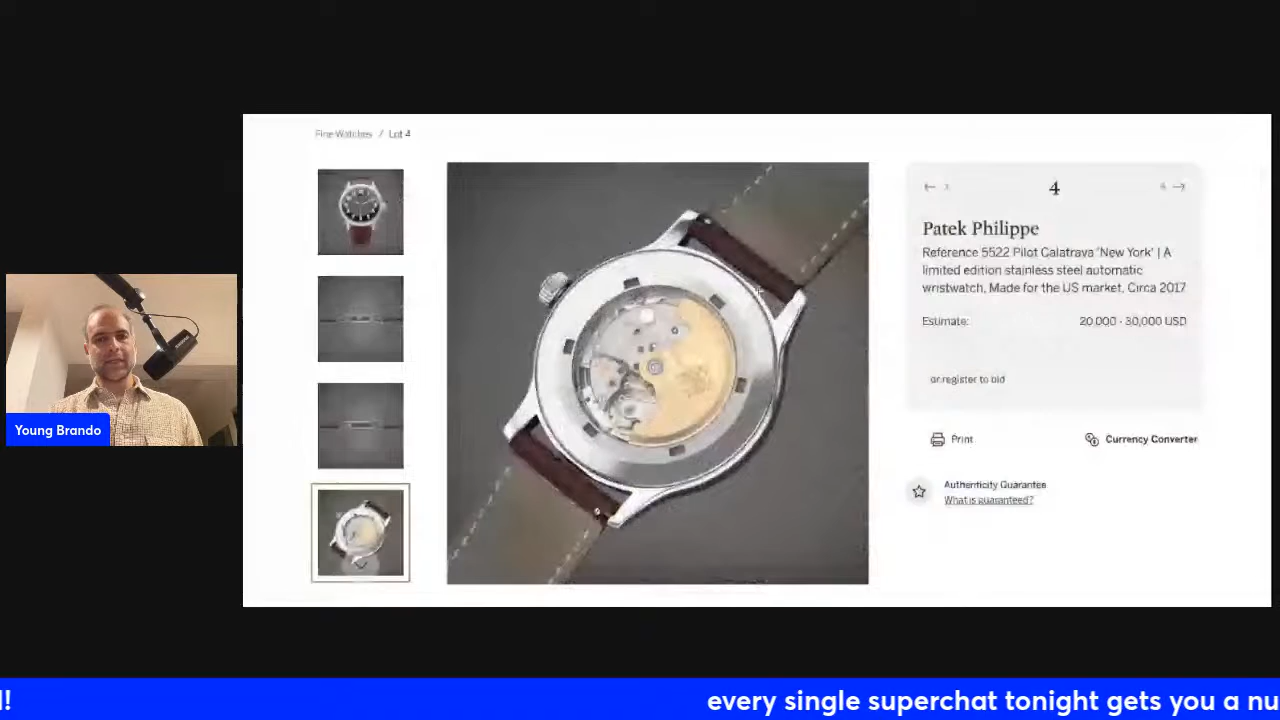 Fine Watches / Lot 4
4
Patek Philippe
Reference 5522 Pilot Calatrava 'New York' | A
limited edition stainless steel automatic
wristwatch, Made for the US market, Circa 2017
Estimate:
20,000 - 30,000 USD
or register to bid
Print
Currency Converter
Authenticity Guarantee
What is guaranteed?
Young Brando
l!
every single superchat tonight gets you a nu